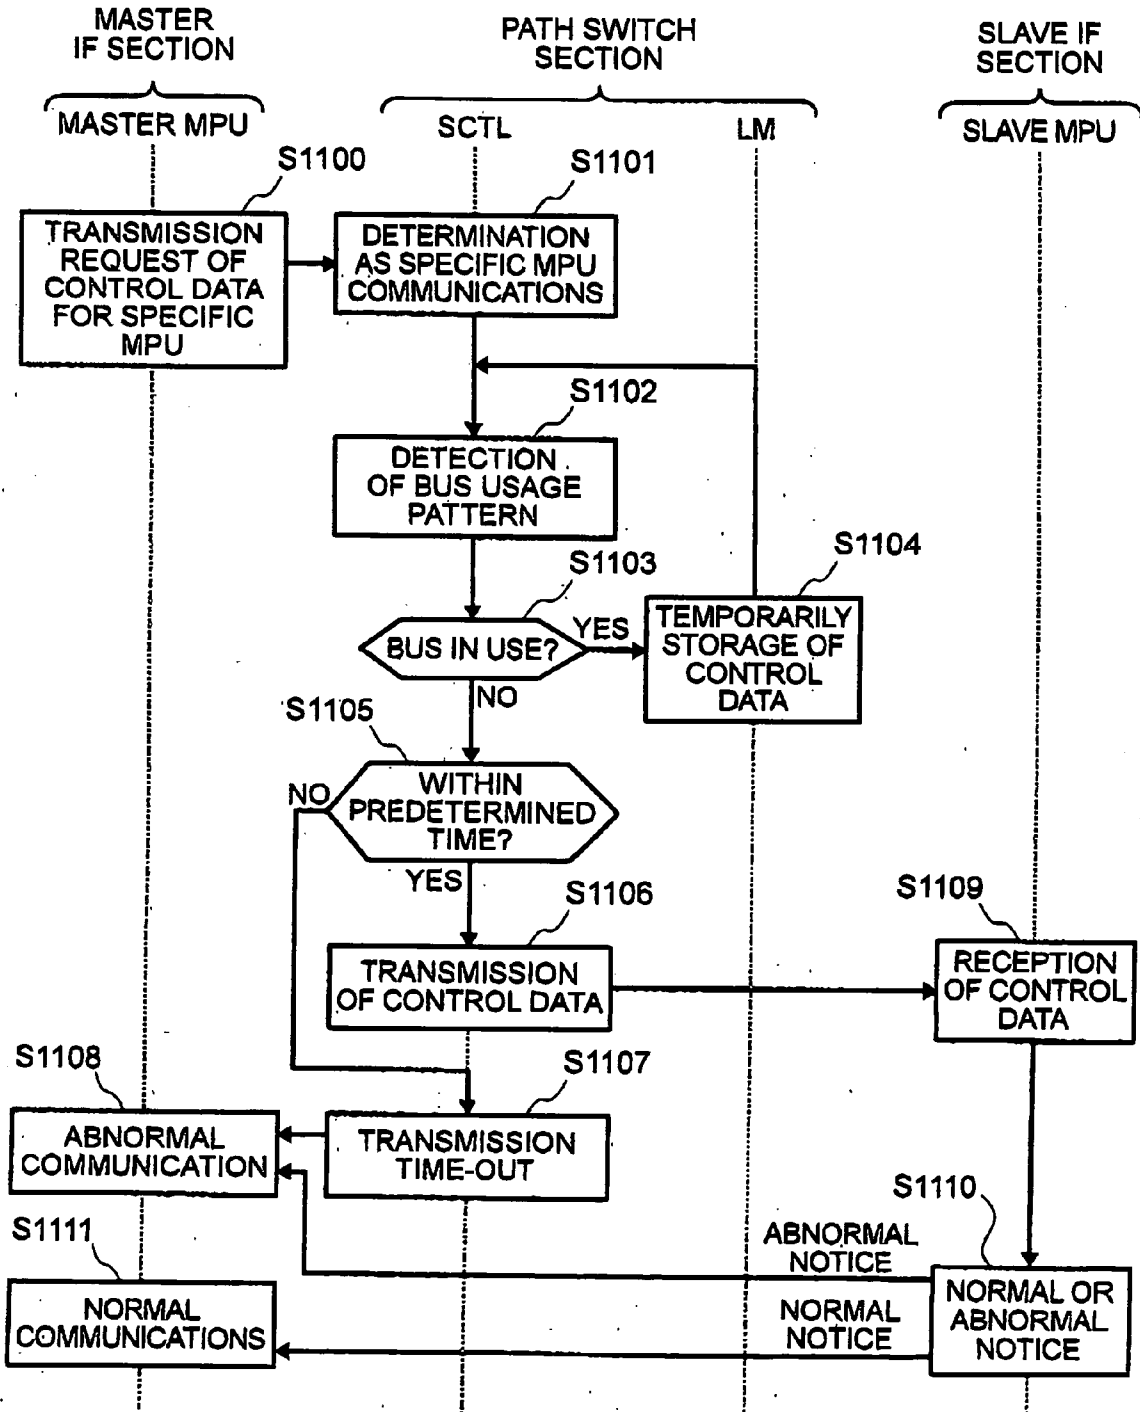 MASTER
IF SECTION
PATH SWITCH
SECTION
SLAVE IF
SECTION
MASTER MPU
SCTL
LM
SLAVE MPU
S1100
S1101
TRANSMISSION
REQUEST OF
CONTROL DATA
FOR SPECIFIC
MPU
DETERMINATION
AS SPECIFIC MPU
COMMUNICATIONS
S1102
DETECTION
OF BUS USAGE
PATTERN
S1103
S1104
BUS IN USE?
YES
TEMPORARILY
STORAGE OF
CONTROL
DATA
NO
S1105
NO
WITHIN
PREDETERMINED
TIME?
YES
S1106
S1109
TRANSMISSION
OF CONTROL DATA
RECEPTION
OF CONTROL
DATA
S1108
S1107
ABNORMAL
COMMUNICATION
TRANSMISSION
TIME-OUT
S1110
S1111
ABNORMAL
NOTICE
NORMAL
COMMUNICATIONS
NORMAL
NOTICE
NORMAL OR
ABNORMAL
NOTICE